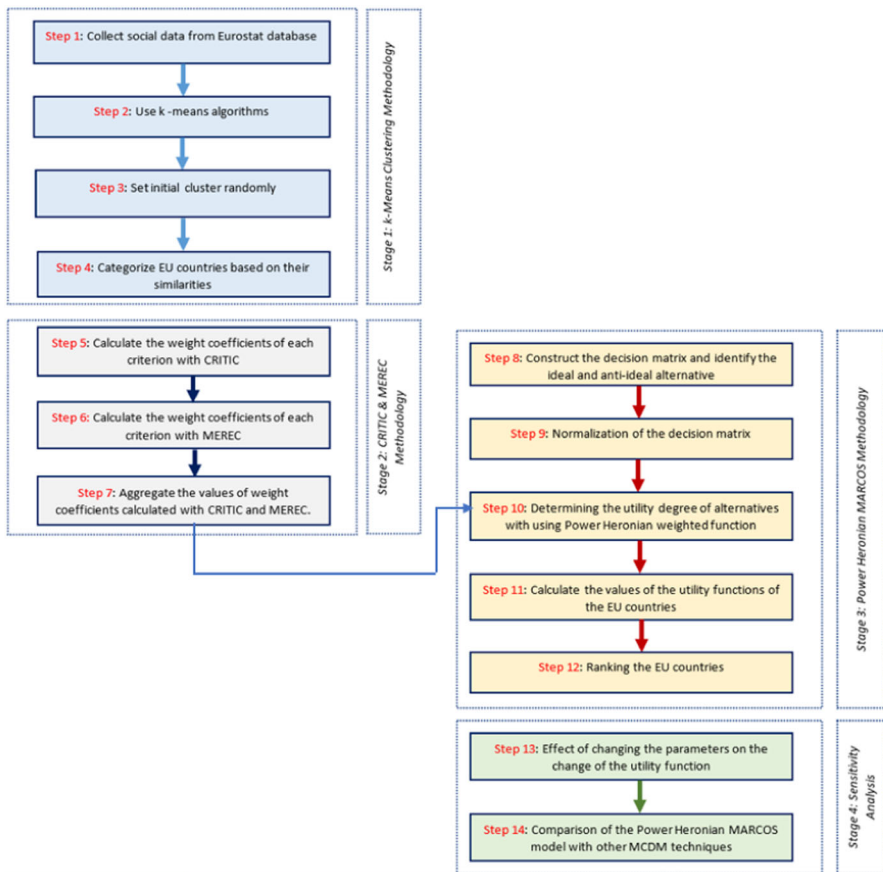 Step 1: Collect social data from Eurostat database
Step 2: Use k -means algorithms
Step 3: Set initial cluster randomly
Step 4: Categorize EU countries based on their
similarities
Stage 1: k-Means Clustering Methodology
Step 5: Calculate the weight coefficients of each
criterion with CRITIC
Step 6: Calculate the weight coefficients of each
criterion with MEREC
Step 7: Aggregate the values of weight
coefficients calculated with CRITIC and MEREC.
Stage 2: CRITIC & MEREC
Methodology
Step 8: Construct the decision matrix and identify the
ideal and anti-ideal alternative
Step 9: Normalization of the decision matrix
Step 10: Determining the utility degree of alternatives
with using Power Heronian weighted function
Step 11: Calculate the values of the utility functions of
the EU countries
Step 12: Ranking the EU countries
Stage 3: Power Heronian MARCOS Methodology
Step 13: Effect of changing the parameters on the
change of the utility function
Step 14: Comparison of the Power Heronian MARCOS
model with other MCDM techniques
Stage 4: Sensitivity
Analysis